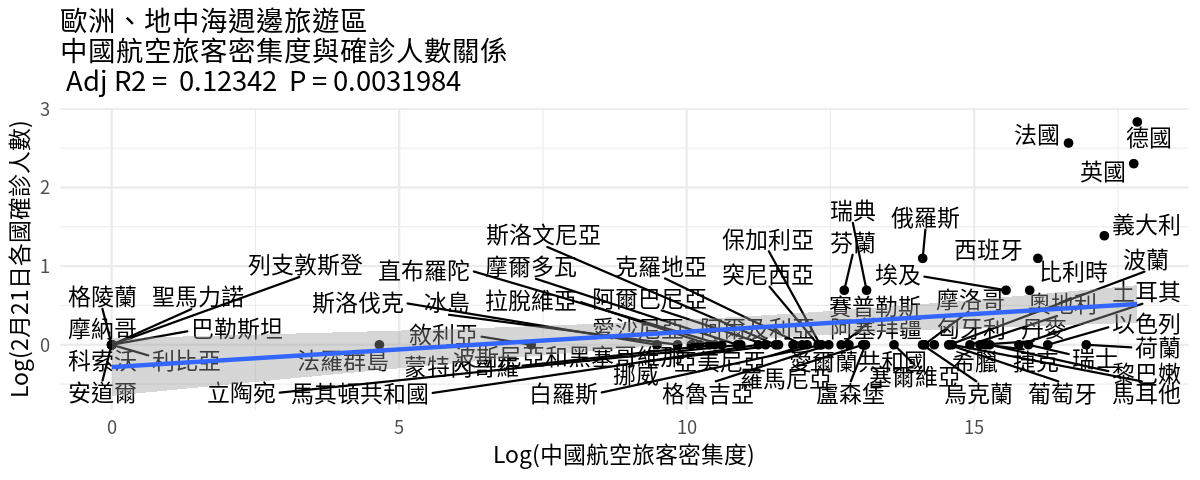 歐洲、地中海週邊旅遊區
中國航空旅客密集度與確診人數關係
Adj R2 = 0.12342 P = 0.0031984
Log(2月21日各國確診人數)
3
2
1
0
法國
德國
英國
義大利
瑞典
俄羅斯
芬蘭
西班牙
斯洛文尼亞
保加利亞
波蘭
列支敦斯登
直布羅陀
摩爾多瓦
克羅地亞
突尼西亞
埃及
比利時
格陵蘭
聖馬力諾
斯洛伐克
冰島
拉脫維亞
阿爾巴尼亞
賽普勒斯
摩洛哥
奧地利
土耳其
摩納哥
巴勒斯坦
敘利亞
愛沙尼亞
阿爾及利亞
阿塞拜疆
匈牙利
丹麥
以色列
科索沃
利比亞
法羅群島
蒙特內哥羅
波斯尼亞和黑塞哥維那
挪威
亞美尼亞
愛爾蘭共和國
希臘
捷克
瑞士
荷蘭
羅馬尼亞
塞爾維亞
黎巴嫩
安道爾
立陶宛
馬其頓共和國
白羅斯
格魯吉亞
盧森堡
烏克蘭
葡萄牙
馬耳他
0
5
10
15
Log(中國航空旅客密集度)